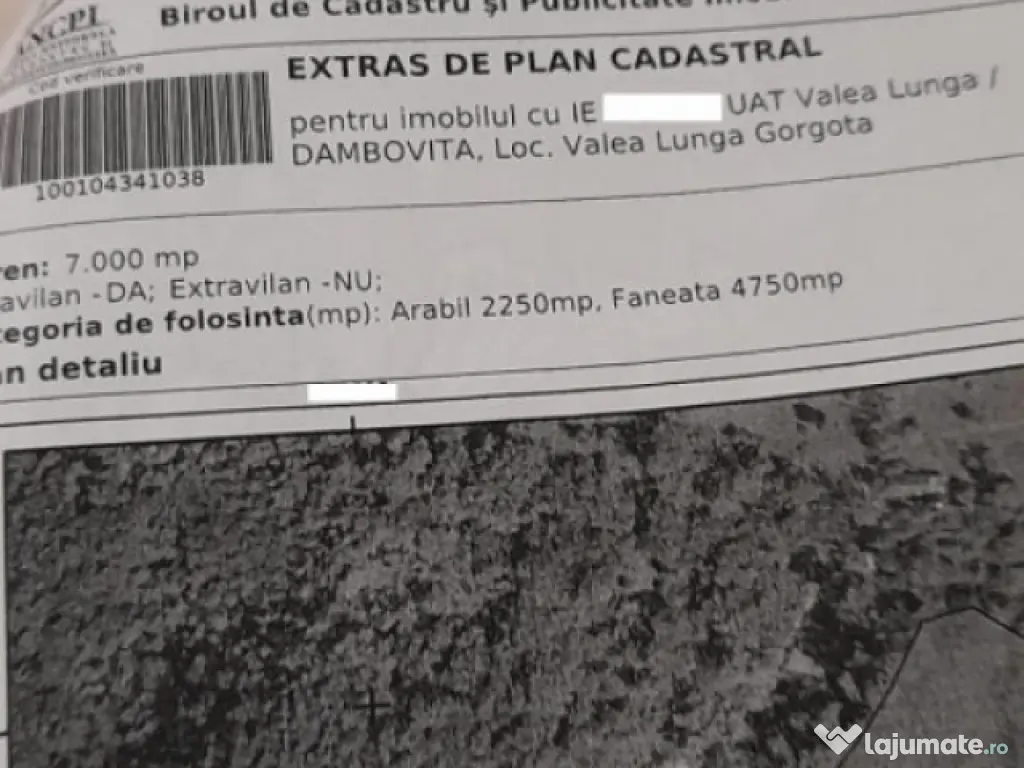 ANCPI
Biroul de Cadastru și Publicitate
Cod verificare
EXTRAS DE PLAN CADASTRAL
pentru imobilul cu IE UAT Valea Lunga /
DAMBOVITA, Loc. Valea Lunga Gorgota
100104341038
ren: 7.000 mp
avilan -DA; Extravilan -NU;
tegoria de folosinta(mp): Arabil 2250mp, Faneata 4750mp
an detaliu
lajumate.ro